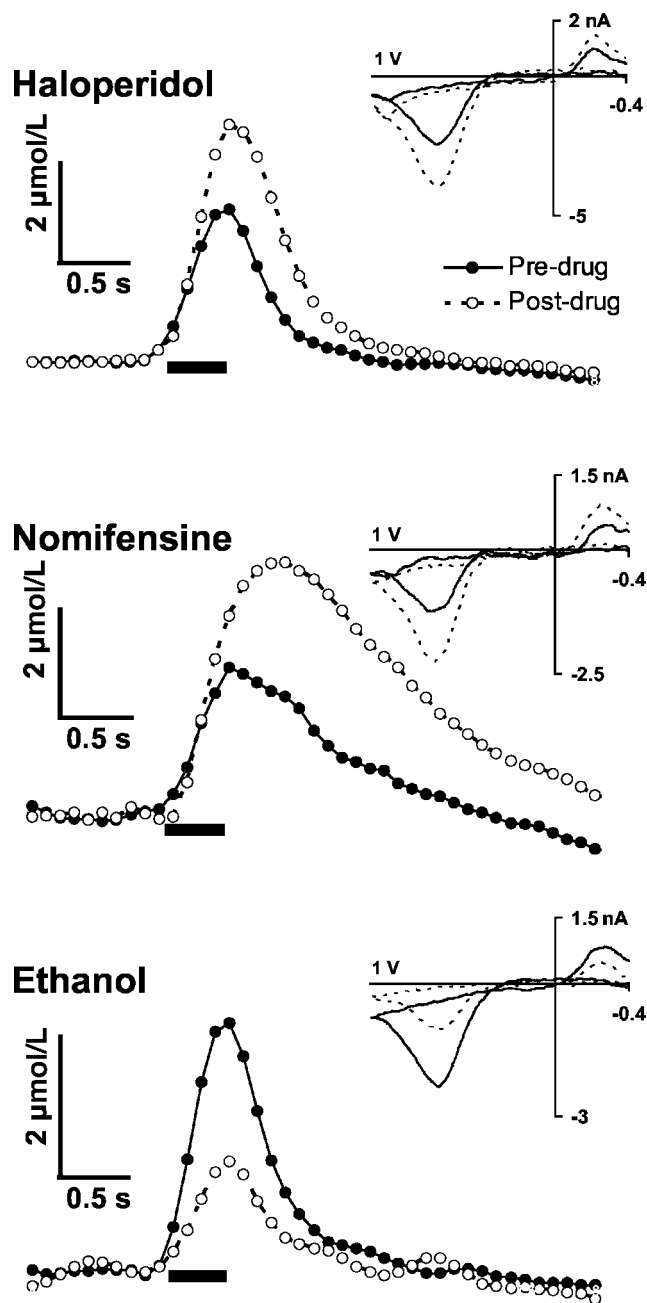 2 nA
1 V
Haloperidol
-0.4
2 μmol/L
-5
0.5 s
Pre-drug
Post-drug
1.5 nA
Nomifensine
1 V
-0.4
2 μmol/L
-2.5
0.5 s
1.5 nA
Ethanol
1 V
-0.4
2 μmol/L
-3
0.5 s